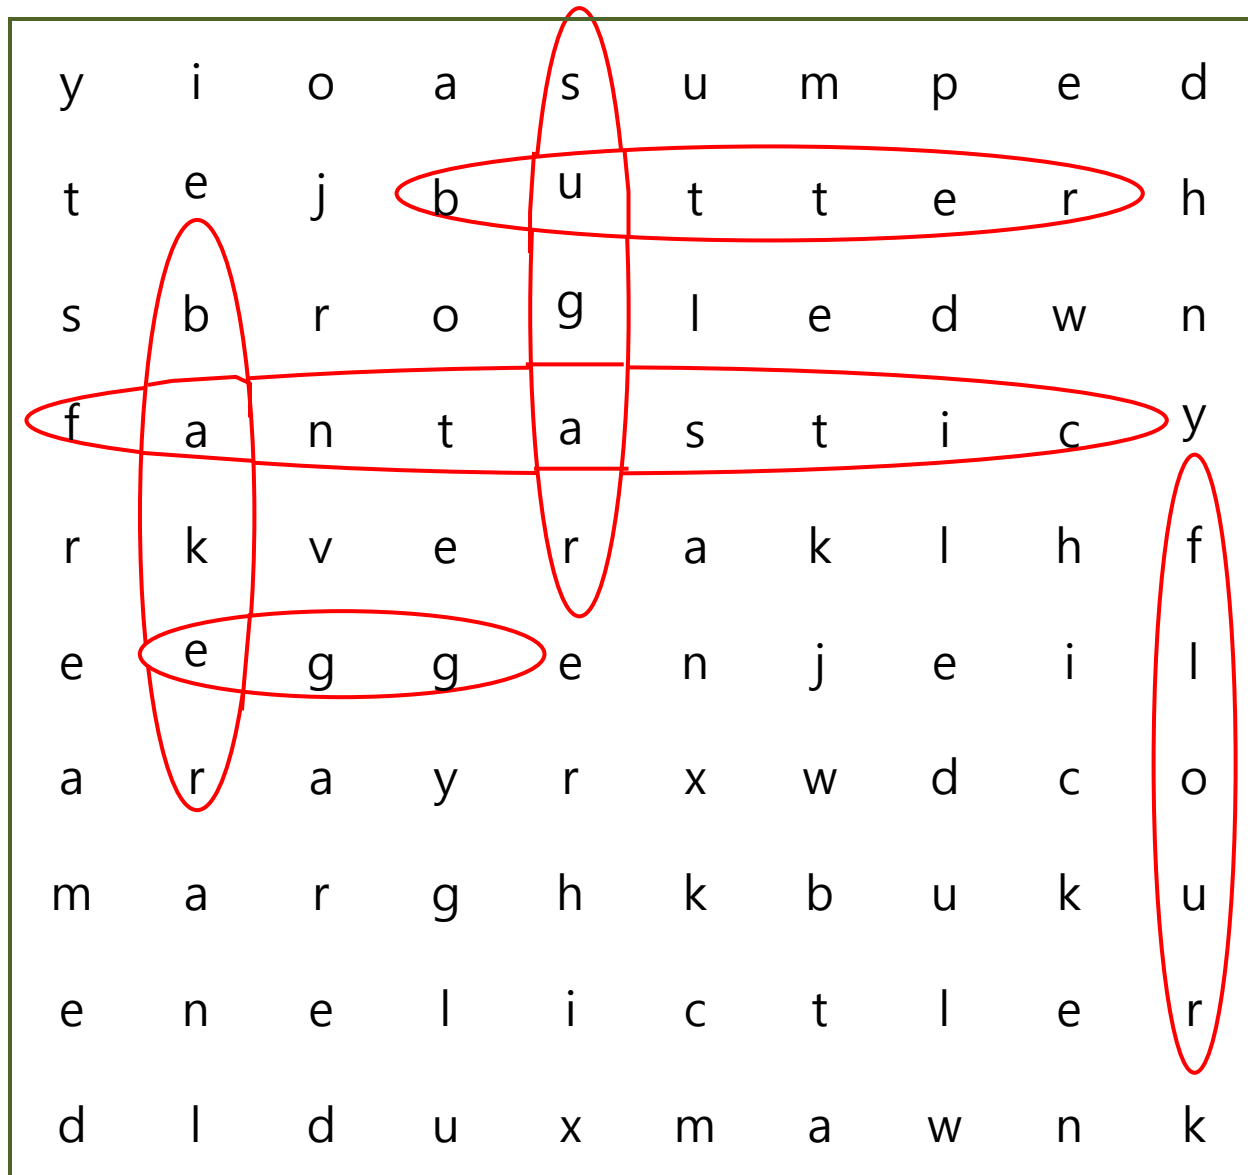 y i o a s u m p e d
t e j b u t t e r h
s b r o g l e d w n
f a n t a s t i c y
r k v e r a k l h f
e e g g e n j e i l
a r a y r x w d c o
m a r g h k b u k u
e n e l i c t l e r
d l d u x m a w n k